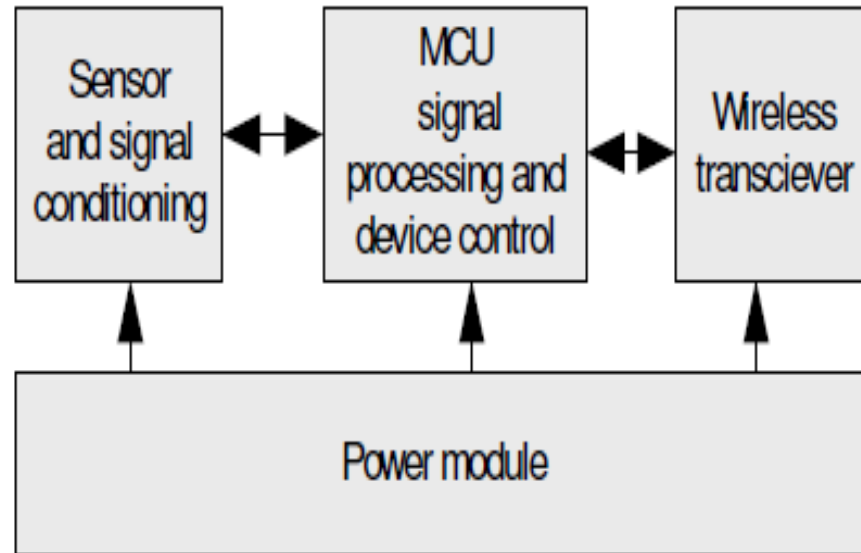 Sensor
and signal
conditioning
MCU
signal
processing and
device control
Wireless
transciever
Power module